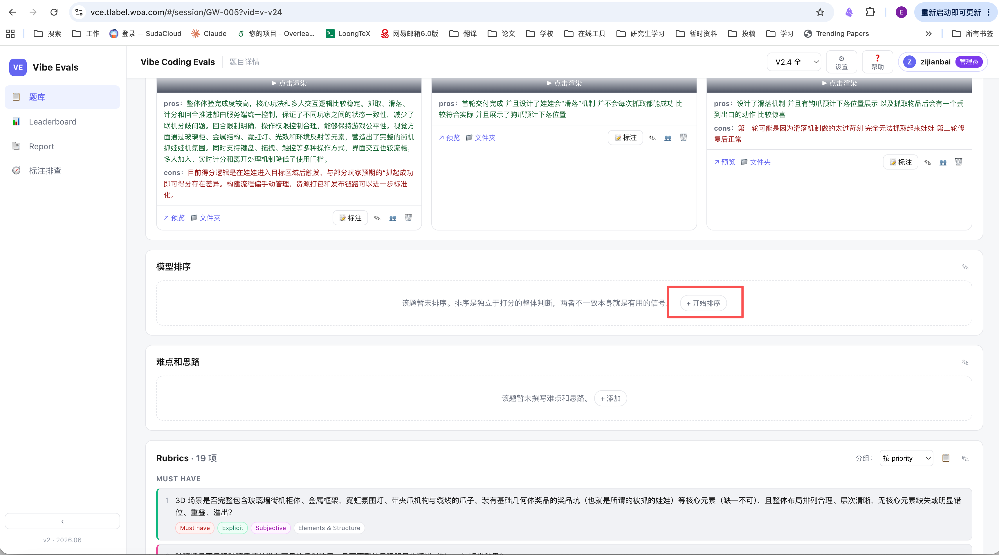 vce.tlabel.woa.com/#/session/GW-005?vid=v-v24
E
重新启动即可更新
搜索
工作
登录 — SudaCloud
Claude
您的项目 - Overlea...
LoongTeX
网易邮箱6.0版
翻译
论文
学校
在线工具
研究生学习
暂时资料
投稿
学习
Trending Papers
所有书签
VE Vibe Evals
Vibe Coding Evals
题目详情
V2.4 全
设置
帮助
Z zijianbai 管理员
题库
Leaderboard
Report
标注排查
‹
v2 · 2026.06
▶ 点击渲染
pros：整体体验完成度较高，核心玩法和多人交互逻辑比较稳定。抓取、滑落、
计分和回合推进都由服务端统一控制，保证了不同玩家之间的状态一致性，减少了
联机分歧问题。回合限制明确，操作权限控制合理，能够保持游戏公平性。视觉方
面通过玻璃柜、金属结构、霓虹灯、光效和环境反射等元素，营造出了完整的街机
抓娃娃机氛围。同时支持键盘、拖拽、触控等多种操作方式，界面交互也较流畅，
多人加入、实时计分和离开处理机制降低了使用门槛。
cons：目前得分逻辑是在娃娃进入目标区域后触发，与部分玩家预期的“抓起成功
即可得分存在差异。构建流程偏手动管理，资源打包和发布链路可以进一步标准
化。
↗ 预览 文件夹 标注
▶ 点击渲染
pros：首轮交付完成 并且设计了娃娃会“滑落”机制 并不会每次抓取都能成功 比
较符合实际 并且展示了狗爪预计下落位置
↗ 预览 文件夹 标注
▶ 点击渲染
pros：设计了滑落机制 并且有钩爪预计下落位置展示 以及抓取物品后会有一个丢
到出口的动作 比较惊喜
cons：第一轮可能是因为滑落机制做的太过苛刻 完全无法抓取起来娃娃 第二轮修
复后正常
↗ 预览 文件夹 标注
模型排序
该题暂未排序。排序是独立于打分的整体判断，两者不一致本身就是有用的信号。 + 开始排序
难点和思路
该题暂未撰写难点和思路。 + 添加
Rubrics · 19 项
分组： 按 priority
MUST HAVE
1 3D 场景是否完整包含玻璃墙街机柜体、金属框架、霓虹氛围灯、带夹爪机构与缆线的爪子、装有基础几何体奖品的奖品坑（也就是所谓的被抓的娃娃）等核心元素（缺一不可），且整体布局排列合理、层次清晰、无核心元素缺失或明显错
位、重叠、溢出?
Must have Explicit Subjective Elements & Structure